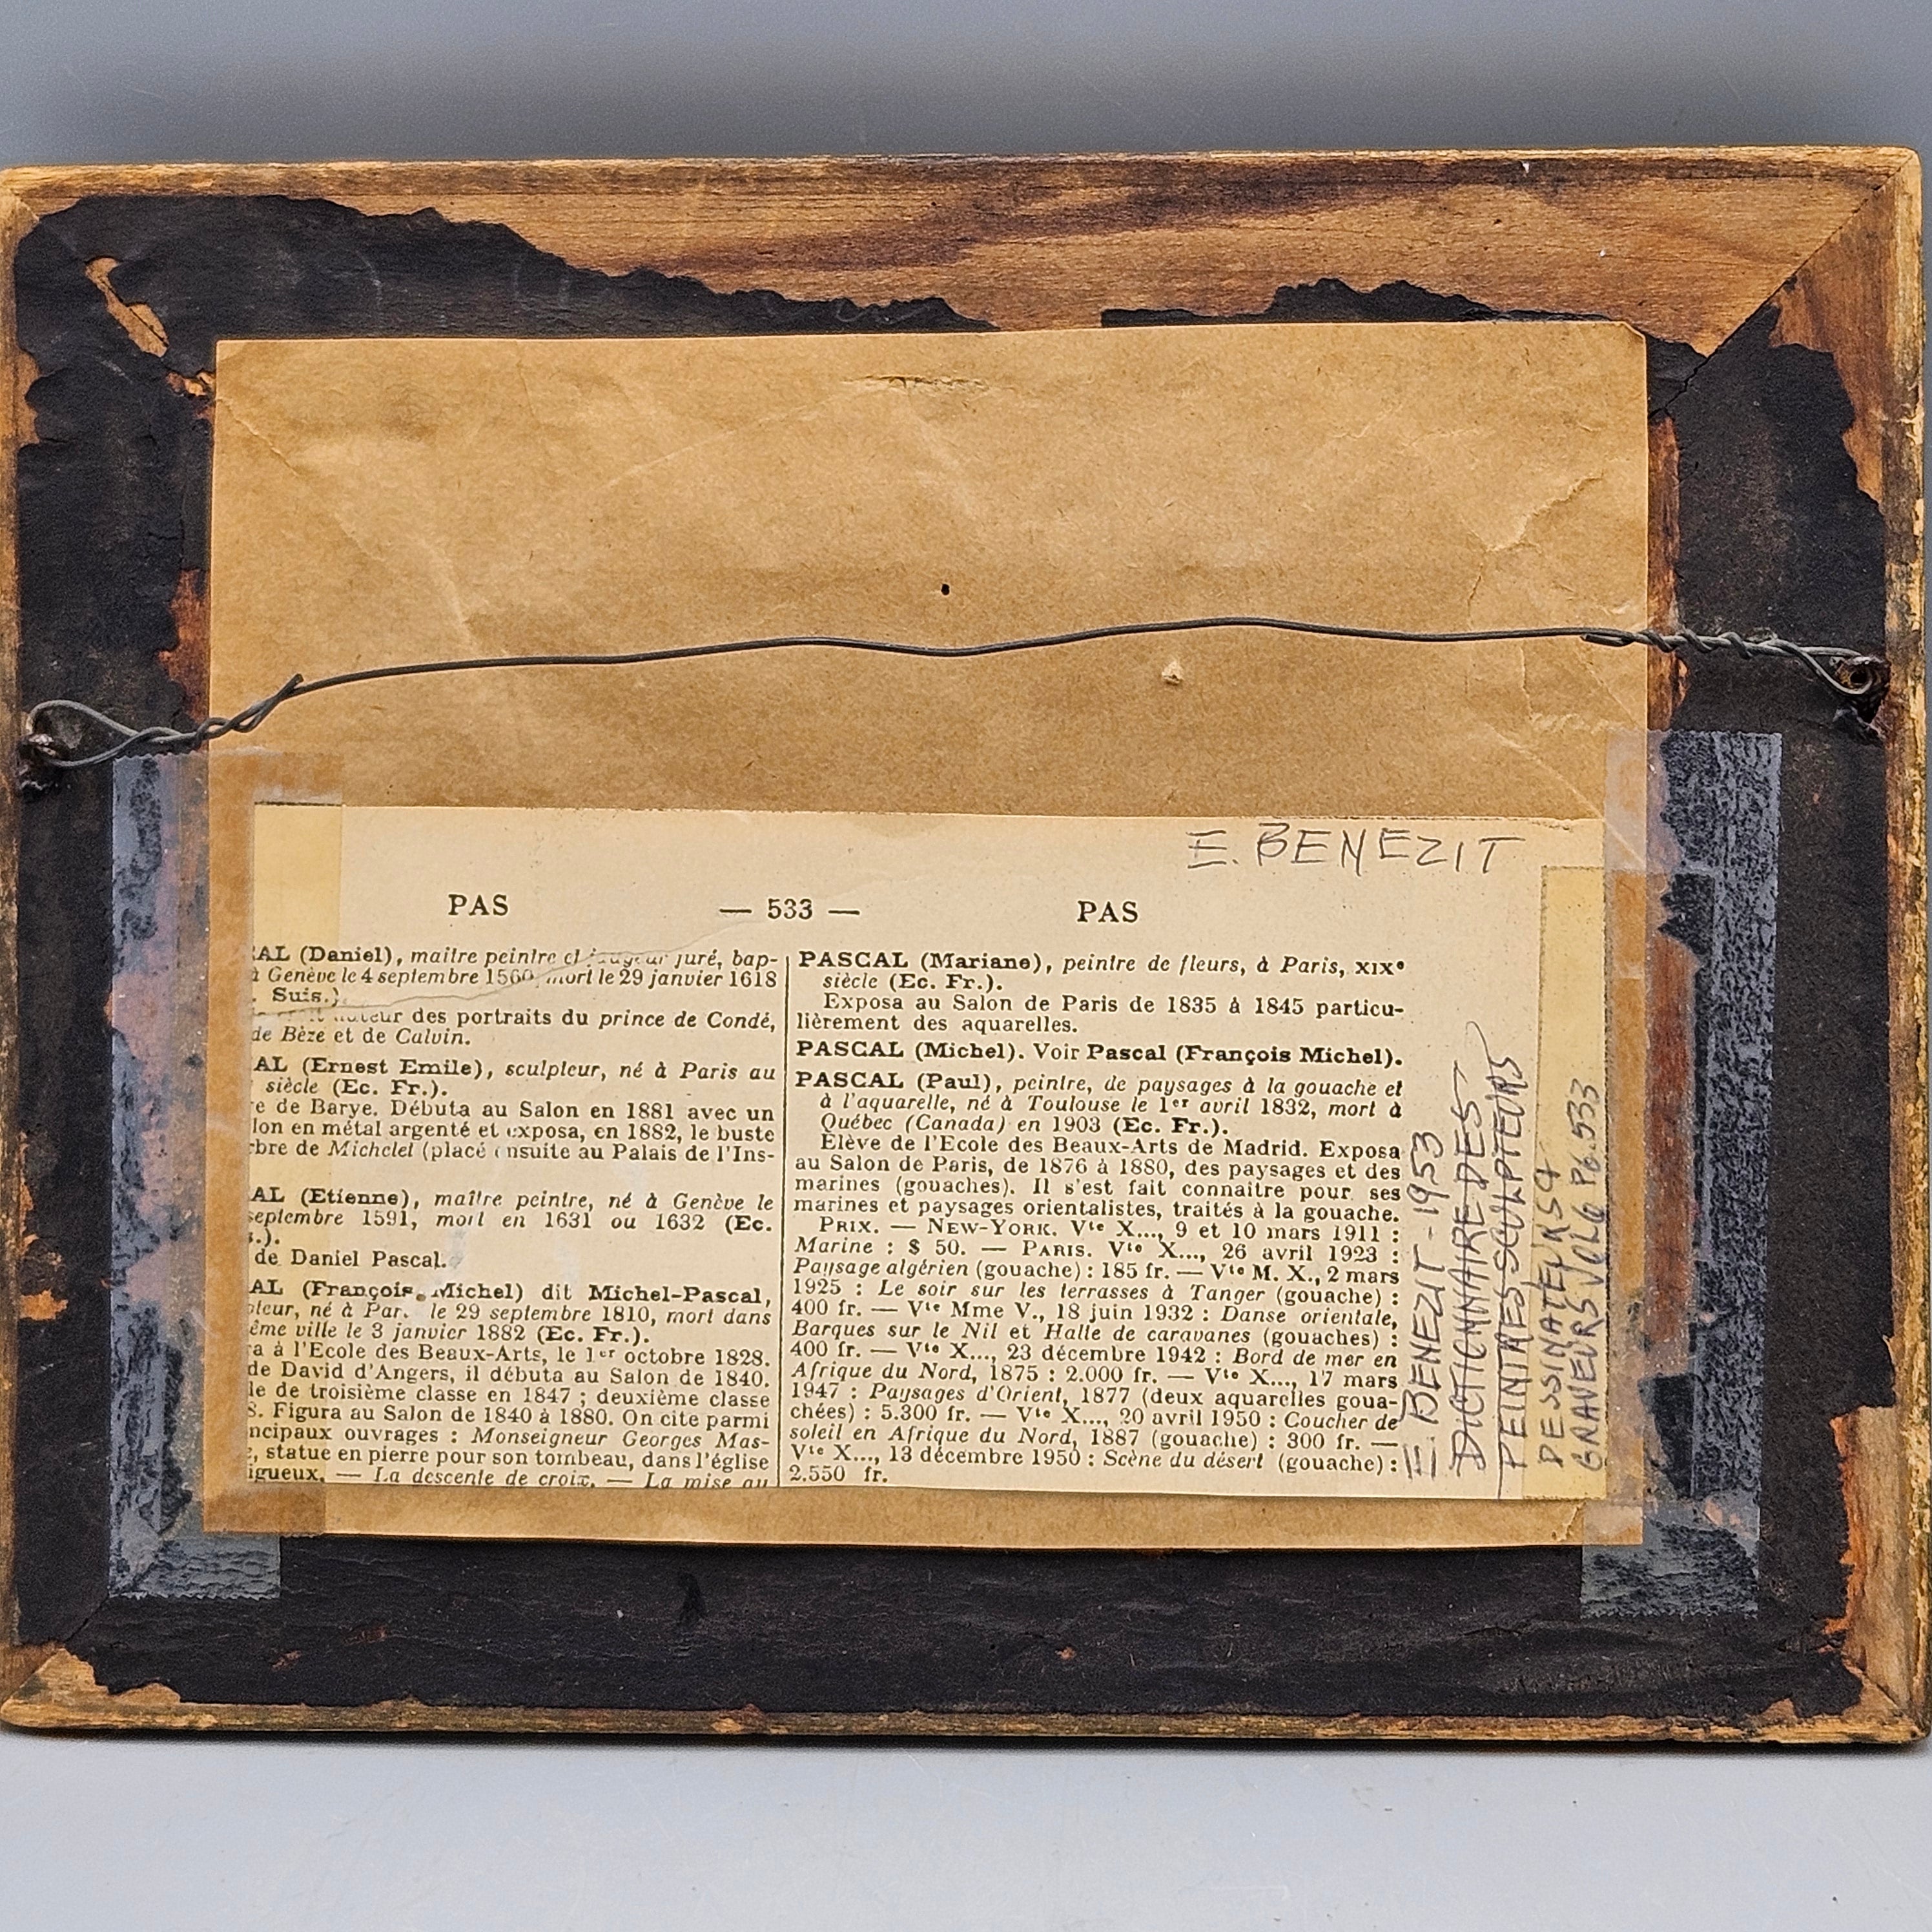 E. BENEZIT
PAS — 533 — PAS
AL (Daniel), maître peintre et jaugeur juré, bap-
à Genève le 4 septembre 1560, mort le 29 janvier 1618
. Suis.).
auteur des portraits du prince de Condé,
de Bèze et de Calvin.
AL (Ernest Emile), sculpteur, né à Paris au
siècle (Ec. Fr.).
e de Barye. Débuta au Salon en 1881 avec un
lon en métal argenté et exposa, en 1882, le buste
rbre de Michelet (placé ensuite au Palais de l'Ins-
AL (Etienne), maître peintre, né à Genève le
septembre 1591, mort en 1631 ou 1632 (Ec.
s.).
de Daniel Pascal.
AL (François Michel) dit Michel-Pascal,
pteur, né à Par. le 29 septembre 1810, mort dans
ême ville le 3 janvier 1882 (Ec. Fr.).
ra à l'Ecole des Beaux-Arts, le 1er octobre 1828.
de David d'Angers, il débuta au Salon de 1840.
le de troisième classe en 1847 ; deuxième classe
8. Figura au Salon de 1840 à 1880. On cite parmi
ncipaux ouvrages : Monseigneur Georges Mas-
, statue en pierre pour son tombeau, dans l'église
igueux. — La descente de croix. — La mise au
PASCAL (Mariane), peintre de fleurs, à Paris, XIXe
siècle (Ec. Fr.).
Exposa au Salon de Paris de 1835 à 1845 particu-
lièrement des aquarelles.
PASCAL (Michel). Voir Pascal (François Michel).
PASCAL (Paul), peintre, de paysages à la gouache et
à l'aquarelle, né à Toulouse le 1er avril 1832, mort à
Québec (Canada) en 1903 (Ec. Fr.).
Elève de l'Ecole des Beaux-Arts de Madrid. Exposa
au Salon de Paris, de 1876 à 1880, des paysages et des
marines (gouaches). Il s'est fait connaitre pour ses
marines et paysages orientalistes, traités à la gouache.
PRIX. — NEW-YORK. Vte X..., 9 et 10 mars 1911 :
Marine : $ 50. — PARIS. Vte X..., 26 avril 1923 :
Paysage algérien (gouache) : 185 fr. — Vte M. X., 2 mars
1925 : Le soir sur les terrasses à Tanger (gouache) :
400 fr. — Vte Mme V., 18 juin 1932 : Danse orientale,
Barques sur le Nil et Halte de caravanes (gouaches) :
400 fr. — Vte X..., 23 décembre 1942 : Bord de mer en
Afrique du Nord, 1875 : 2.000 fr. — Vte X..., 17 mars
1947 : Paysages d'Orient, 1877 (deux aquarelles goua-
chées) : 5.300 fr. — Vte X..., 20 avril 1950 : Coucher de
soleil en Afrique du Nord, 1887 (gouache) : 300 fr. —
Vte X..., 13 décembre 1950 : Scène du désert (gouache) :
2.550 fr.
E. BENEZIT - 1953
DICTIONNAIRE DES
PEINTRES SCULPTEURS
DESSINATEURS &
GRAVEURS VOL 6 PG. 533